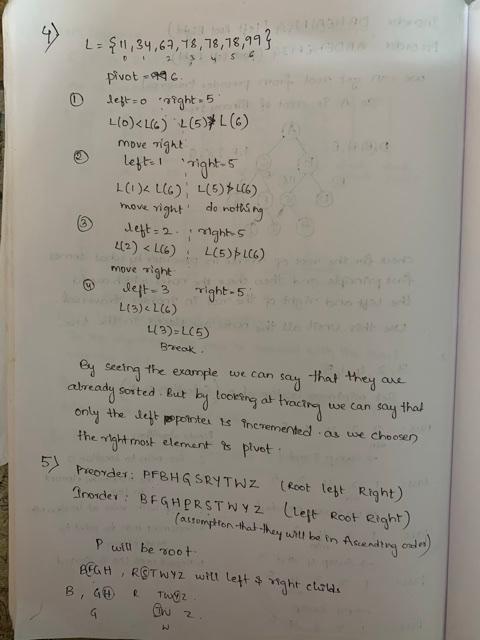 4)
L = {11, 34, 67, 78, 78, 78, 99}
0 1 2 3 4 5 6
pivot = 6.
① left=0 right=5
L(0)<L(6) L(5)≯L(6)
move right
② left=1 right=5
L(1)<L(6) L(5)≯L(6)
move right do nothing
③ left=2. right=5
L(2)<L(6) L(5)≯L(6)
move right
④ left=3 right=5
L(3)<L(6)
L(3)=L(5)
Break.
By seeing the example we can say that they are
already sorted. But by looking at tracing we can say that
only the left pointer is incremented. as we choosen
the rightmost element is pivot.
5)
Preorder: PFBHGSRYTWZ (Root left Right)
Inorder: BFGHPRSTWYZ (Left Root Right)
(assumption that they will be in Ascending order)
P will be root.
BFGH, RSTWYZ will left & right childs
B, GH R TWYZ
G TW Z.
W